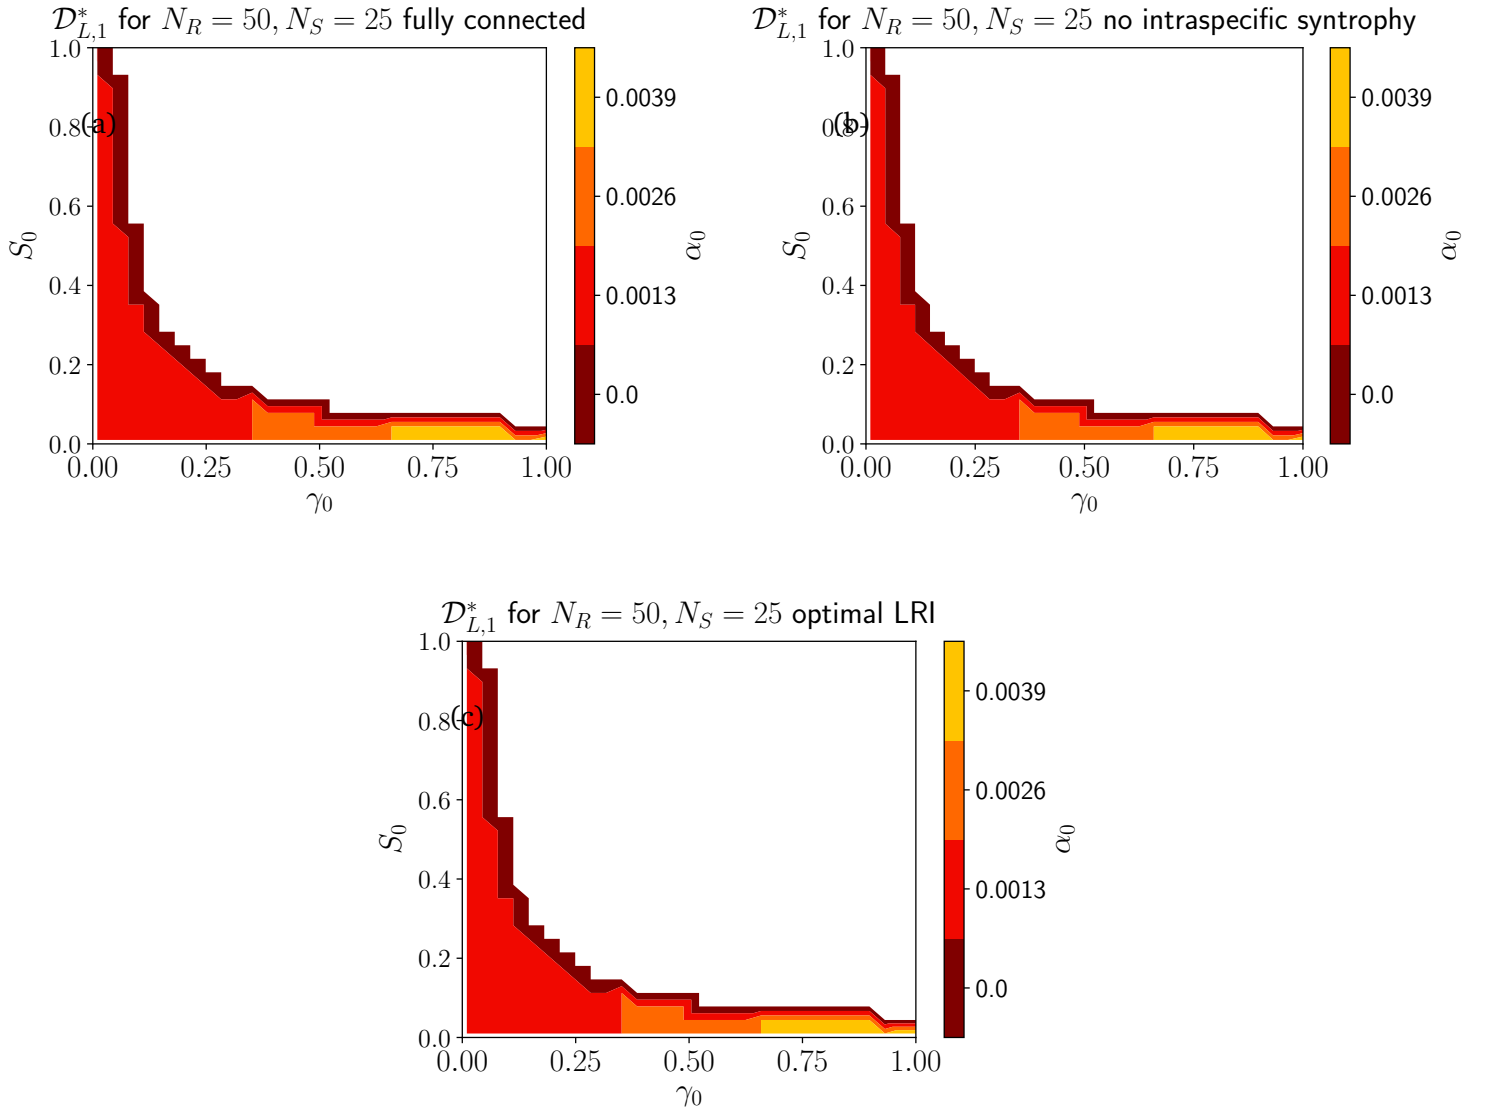 𝒟*_{L,1} for N_R = 50, N_S = 25 fully connected
1.0
0.8
(a)
0.6
0.4
0.2
0.0
S_0
0.00 0.25 0.50 0.75 1.00
γ_0
0.0039
0.0026
0.0013
0.0
α_0
𝒟*_{L,1} for N_R = 50, N_S = 25 no intraspecific syntrophy
1.0
0.8
(b)
0.6
0.4
0.2
0.0
S_0
0.00 0.25 0.50 0.75 1.00
γ_0
0.0039
0.0026
0.0013
0.0
α_0
𝒟*_{L,1} for N_R = 50, N_S = 25 optimal LRI
1.0
0.8
(c)
0.6
0.4
0.2
0.0
S_0
0.00 0.25 0.50 0.75 1.00
γ_0
0.0039
0.0026
0.0013
0.0
α_0